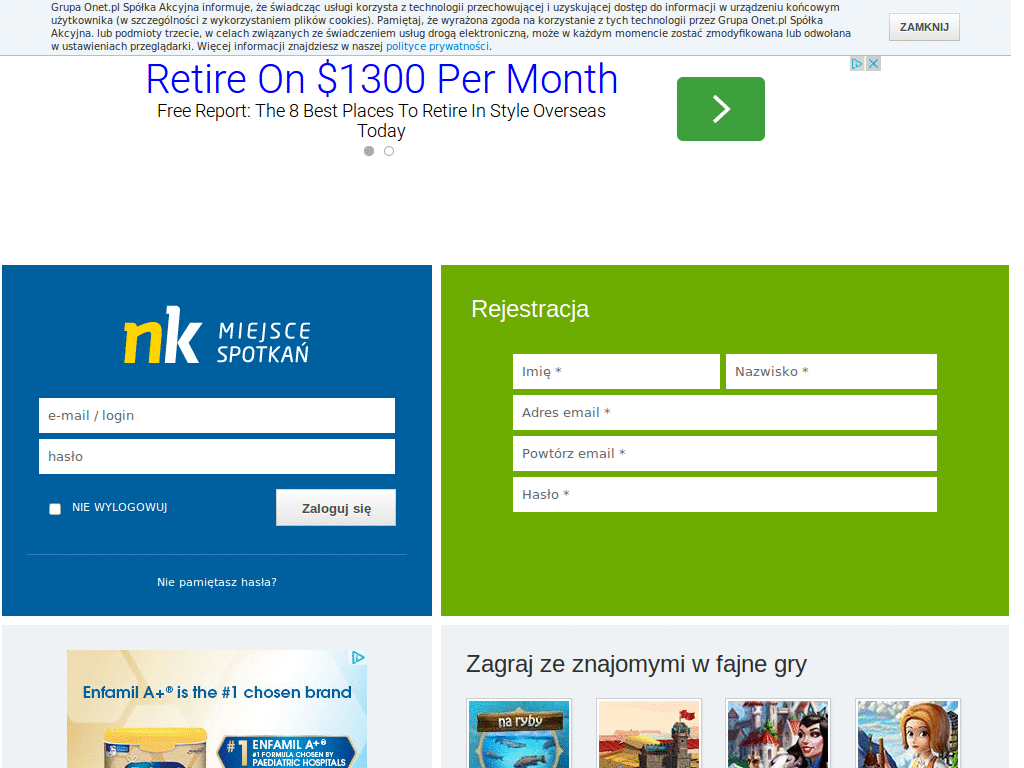 Grupa Onet.pl Spółka Akcyjna informuje, że świadcząc usługi korzysta z technologii przechowującej i uzyskującej dostęp do informacji w urządzeniu końcowym
użytkownika (w szczególności z wykorzystaniem plików cookies). Pamiętaj, że wyrażona zgoda na korzystanie z tych technologii przez Grupa Onet.pl Spółka
Akcyjna. lub podmioty trzecie, w celach związanych ze świadczeniem usług drogą elektroniczną, może w każdym momencie zostać zmodyfikowana lub odwołana
w ustawieniach przeglądarki. Więcej informacji znajdziesz w naszej polityce prywatności.
ZAMKNIJ
Retire On $1300 Per Month
Free Report: The 8 Best Places To Retire In Style Overseas
Today
nk MIEJSCE
SPOTKAŃ
e-mail / login
hasło
NIE WYLOGOWUJ
Zaloguj się
Nie pamiętasz hasła?
Rejestracja
Imię *
Nazwisko *
Adres email *
Powtórz email *
Hasło *
Enfamil A+® is the #1 chosen brand
#1 ENFAMIL A+®
#1 FORMULA CHOSEN BY
PAEDIATRIC HOSPITALS
Zagraj ze znajomymi w fajne gry
na ryby